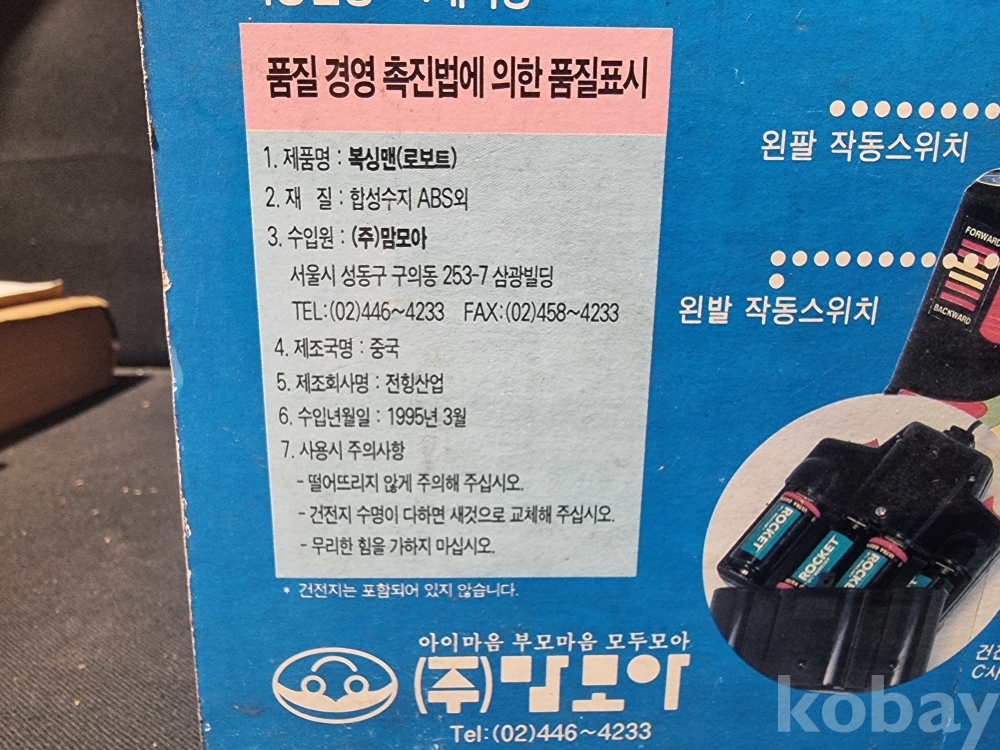 품질 경영 촉진법에 의한 품질표시
1. 제품명 : 복싱맨(로보트)
2. 재 질 : 합성수지 ABS외
3. 수입원 : (주)맘모아
서울시 성동구 구의동 253-7 삼광빌딩
TEL:(02)446~4233 FAX:(02)458~4233
4. 제조국명 : 중국
5. 제조회사명 : 전힝산업
6. 수입년월일 : 1995년 3월
7. 사용시 주의사항
- 떨어뜨리지 않게 주의해 주십시오.
- 건전지 수명이 다하면 새것으로 교체해 주십시오.
- 무리한 힘을 가하지 마십시오.
* 건전지는 포함되어 있지 않습니다.
아이마음 부모마음 모두모아
(주)맘모아
Tel:(02)446~4233
왼팔 작동스위치
왼발 작동스위치
FORWARD
BACKWARD
ROCKET
ROCKET
ROCKET
kobay